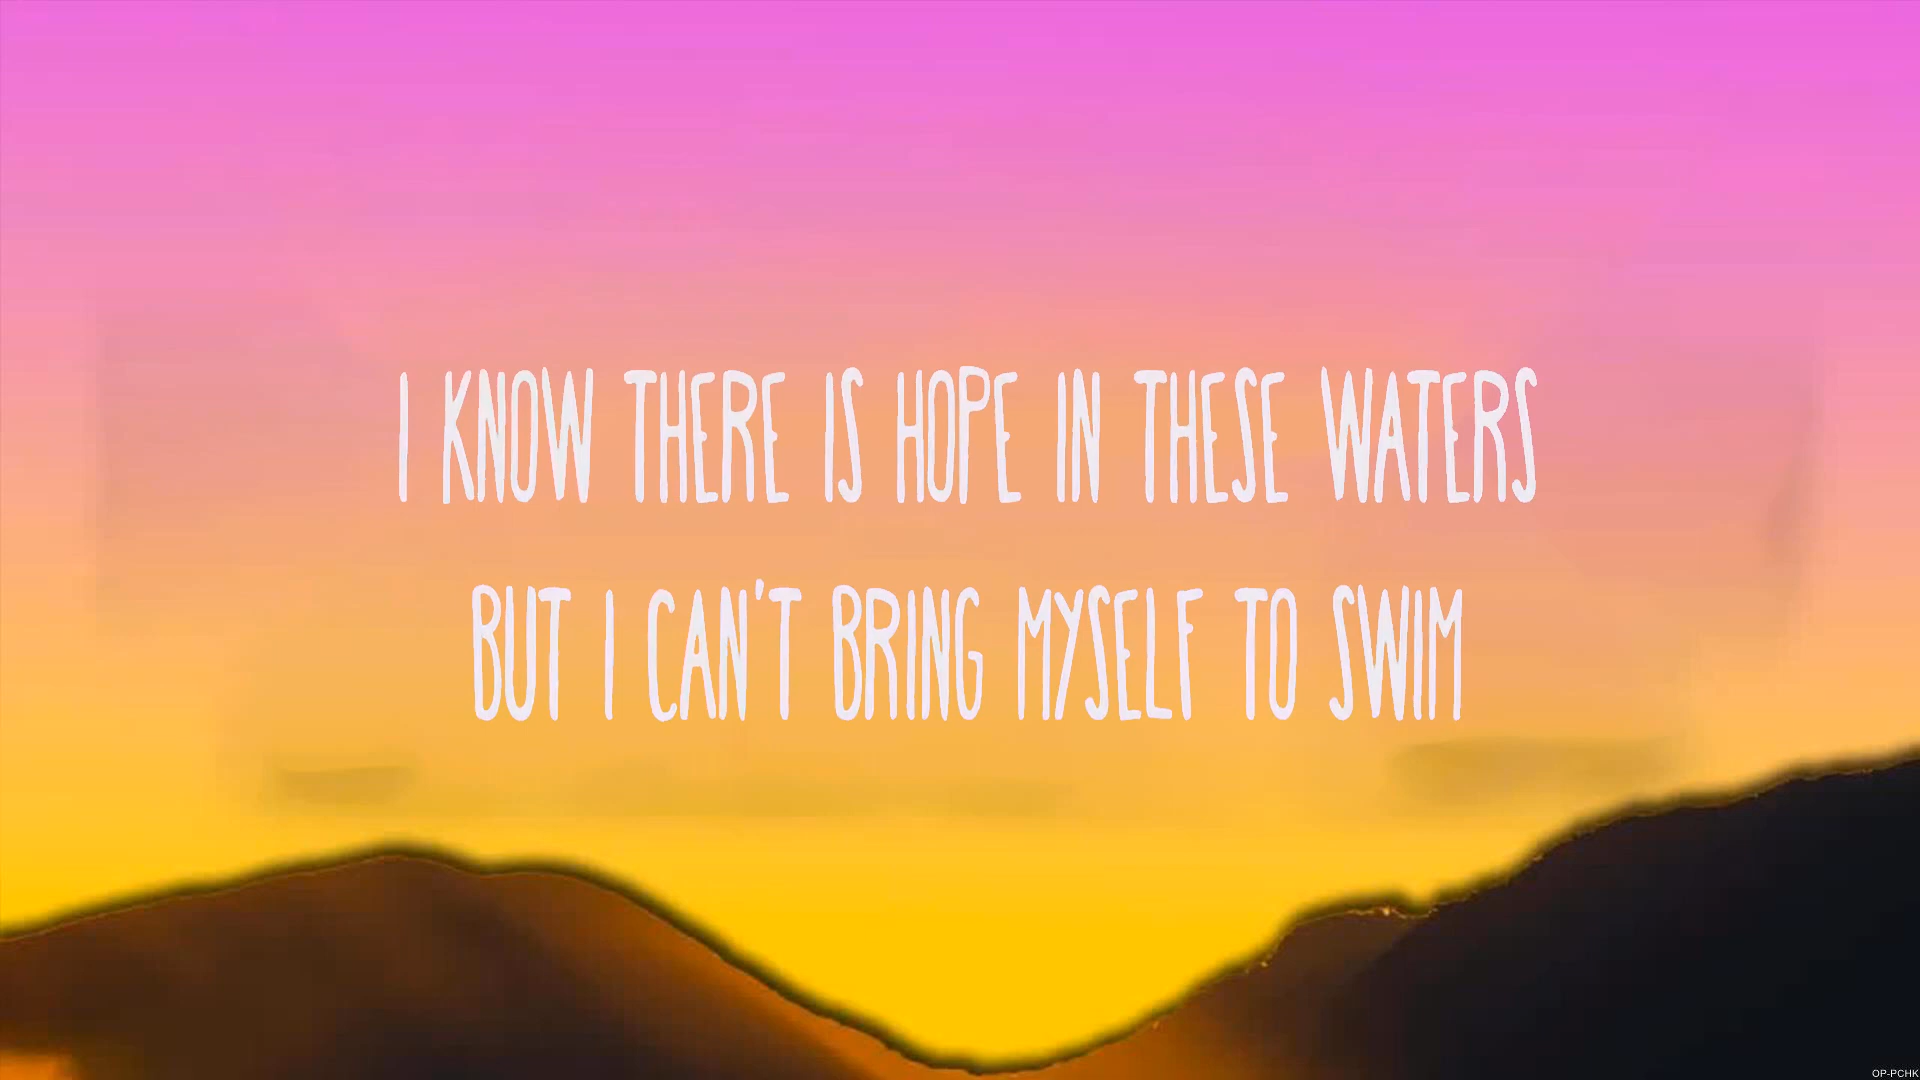 I KNOW THERE IS HOPE IN THESE WATERS
BUT I CAN'T BRING MYSELF TO SWIM
OP-PCHK